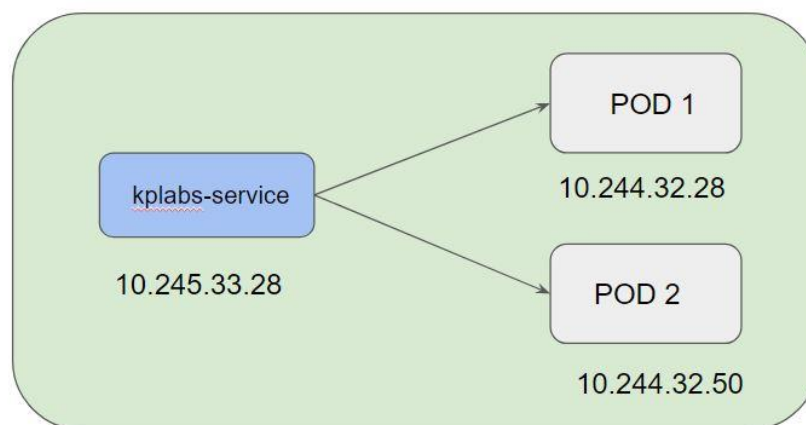 POD 1
10.244.32.28
kplabs-service
10.245.33.28
POD 2
10.244.32.50